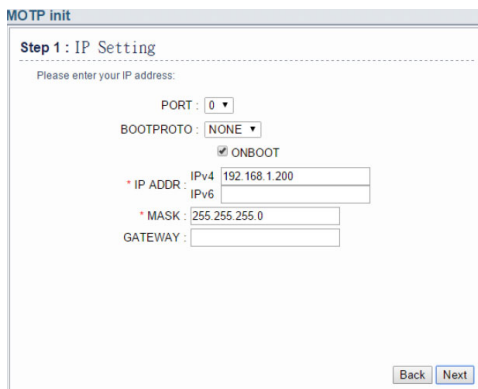 MOTP init
Step 1 : IP Setting
Please enter your IP address:
PORT : 0
BOOTPROTO : NONE
ONBOOT
* IP ADDR : IPv4 192.168.1.200
IPv6
* MASK : 255.255.255.0
GATEWAY :
Back Next